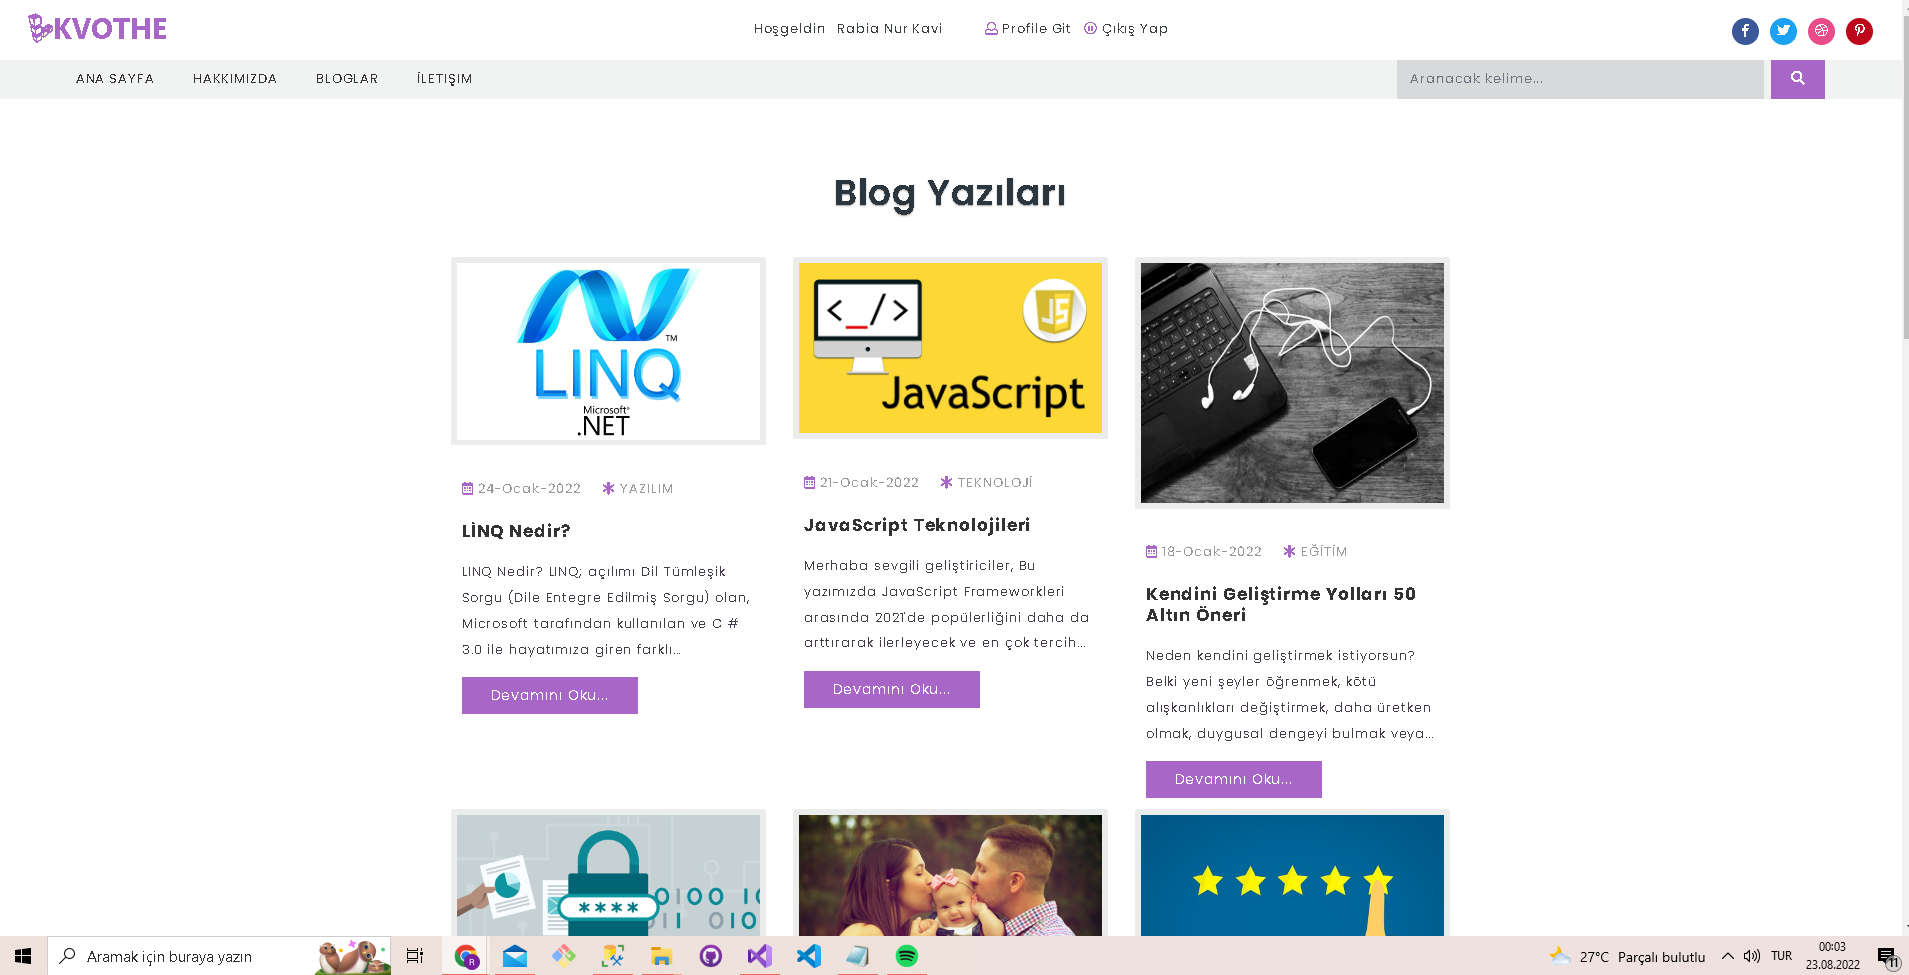 KVOTHE
Hoşgeldin Rabia Nur Kavi Profile Git Çıkış Yap
ANA SAYFA HAKKIMIZDA BLOGLAR İLETIŞIM
Aranacak kelime...
Blog Yazıları
LINQ
TM
Microsoft®
.NET
< _ / >
JS
JavaScript
24-Ocak-2022 YAZILIM
LİNQ Nedir?
LINQ Nedir? LINQ; açılımı Dil Tümleşik
Sorgu (Dile Entegre Edilmiş Sorgu) olan,
Microsoft tarafından kullanılan ve C #
3.0 ile hayatımıza giren farklı...
Devamını Oku...
21-Ocak-2022 TEKNOLOJİ
JavaScript Teknolojileri
Merhaba sevgili geliştiriciler, Bu
yazımızda JavaScript Frameworkleri
arasında 2021'de popülerliğini daha da
arttırarak ilerleyecek ve en çok tercih...
Devamını Oku...
18-Ocak-2022 EĞİTİM
Kendini Geliştirme Yolları 50
Altın Öneri
Neden kendini geliştirmek istiyorsun?
Belki yeni şeyler öğrenmek, kötü
alışkanlıkları değiştirmek, daha üretken
olmak, duygusal dengeyi bulmak veya...
Devamını Oku...
****
Aramak için buraya yazın
27°C Parçalı bulutlu
TUR
00:03
23.08.2022
11